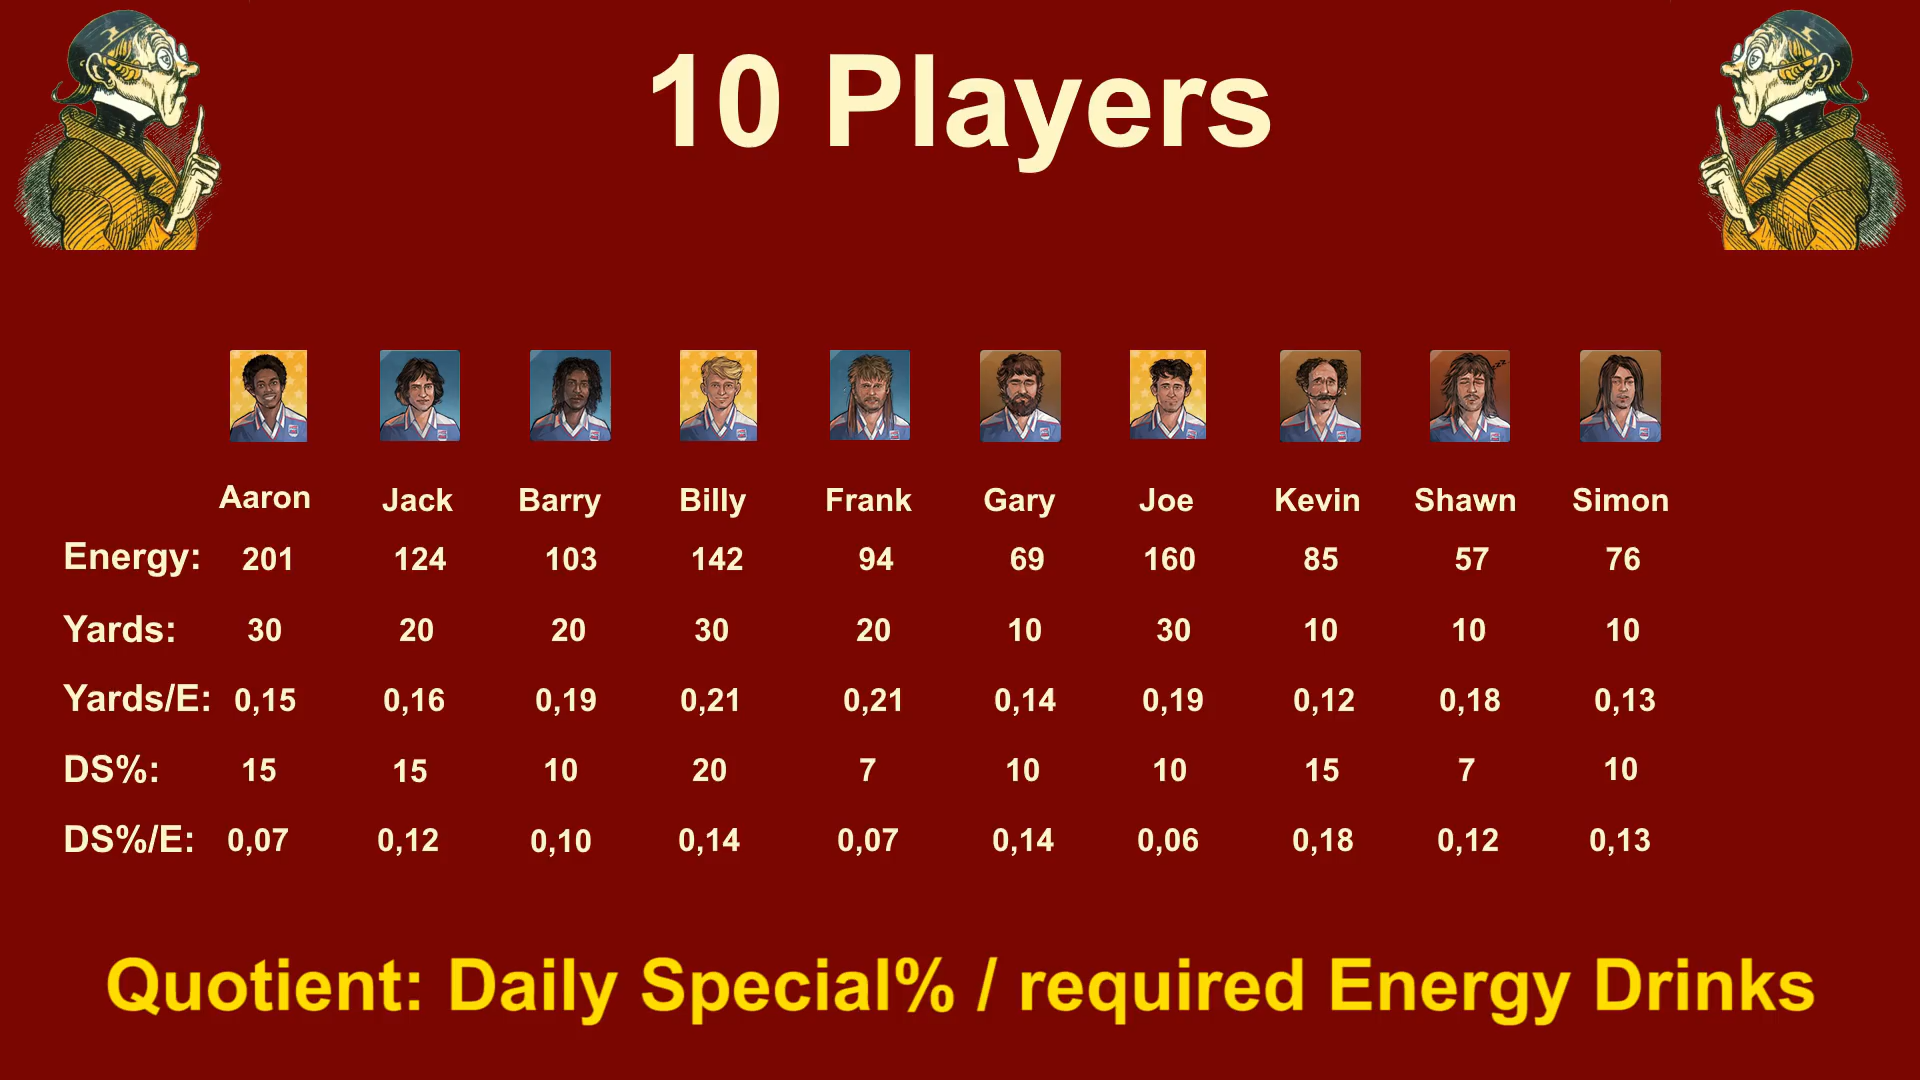 10 Players
Aaron Jack Barry Billy Frank Gary Joe Kevin Shawn Simon
Energy: 201 124 103 142 94 69 160 85 57 76
Yards: 30 20 20 30 20 10 30 10 10 10
Yards/E: 0,15 0,16 0,19 0,21 0,21 0,14 0,19 0,12 0,18 0,13
DS%: 15 15 10 20 7 10 10 15 7 10
DS%/E: 0,07 0,12 0,10 0,14 0,07 0,14 0,06 0,18 0,12 0,13
Quotient: Daily Special% / required Energy Drinks